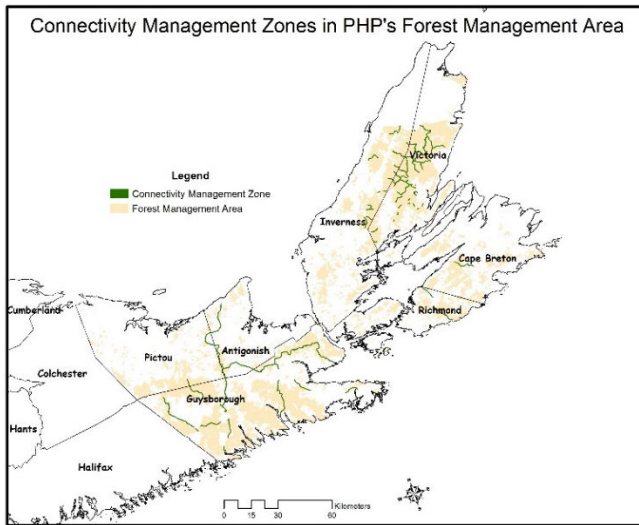 Connectivity Management Zones in PHP's Forest Management Area
Victoria
Legend
Connectivity Management Zone
Forest Management Area
Inverness
Cape Breton
Cumberland
Richmond
Pictou
Antigonish
Colchester
Guysborough
Hants
Halifax
Kilometers
0 15 30 60